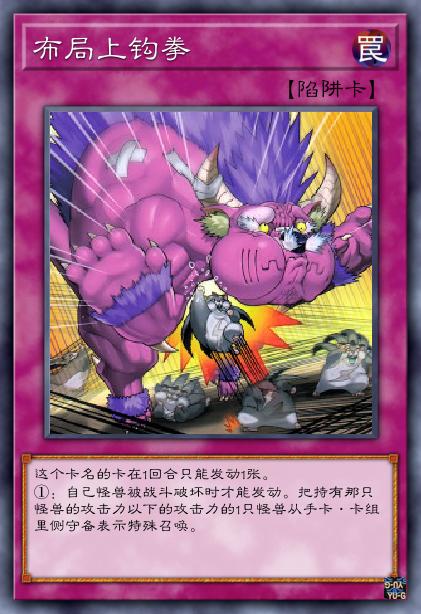 布局上钩拳
罠
【陷阱卡】
这个卡名的卡在1回合只能发动1张。
①：自己怪兽被战斗破坏时才能发动。把持有那只
怪兽的攻击力以下的攻击力的1只怪兽从手卡·卡组
里侧守备表示特殊召唤。